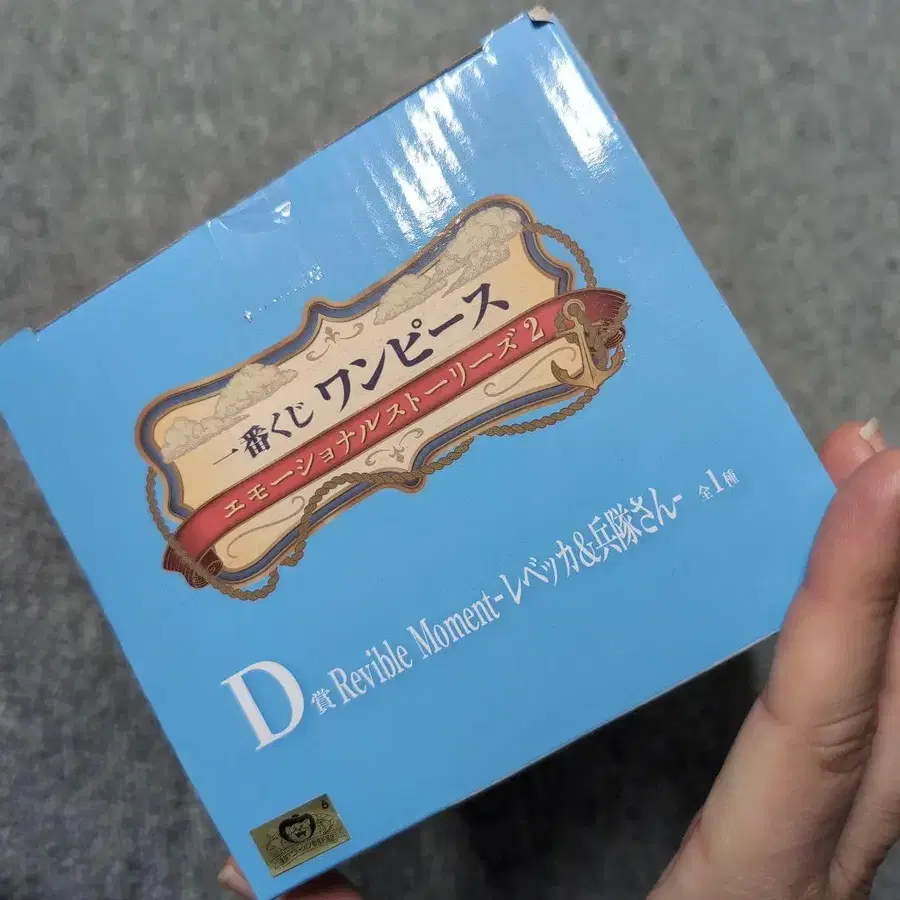 一番くじ ワンピース
エモーショナルストーリーズ2
D賞 Revible Moment-レベッカ&兵隊さん- 全1種
6